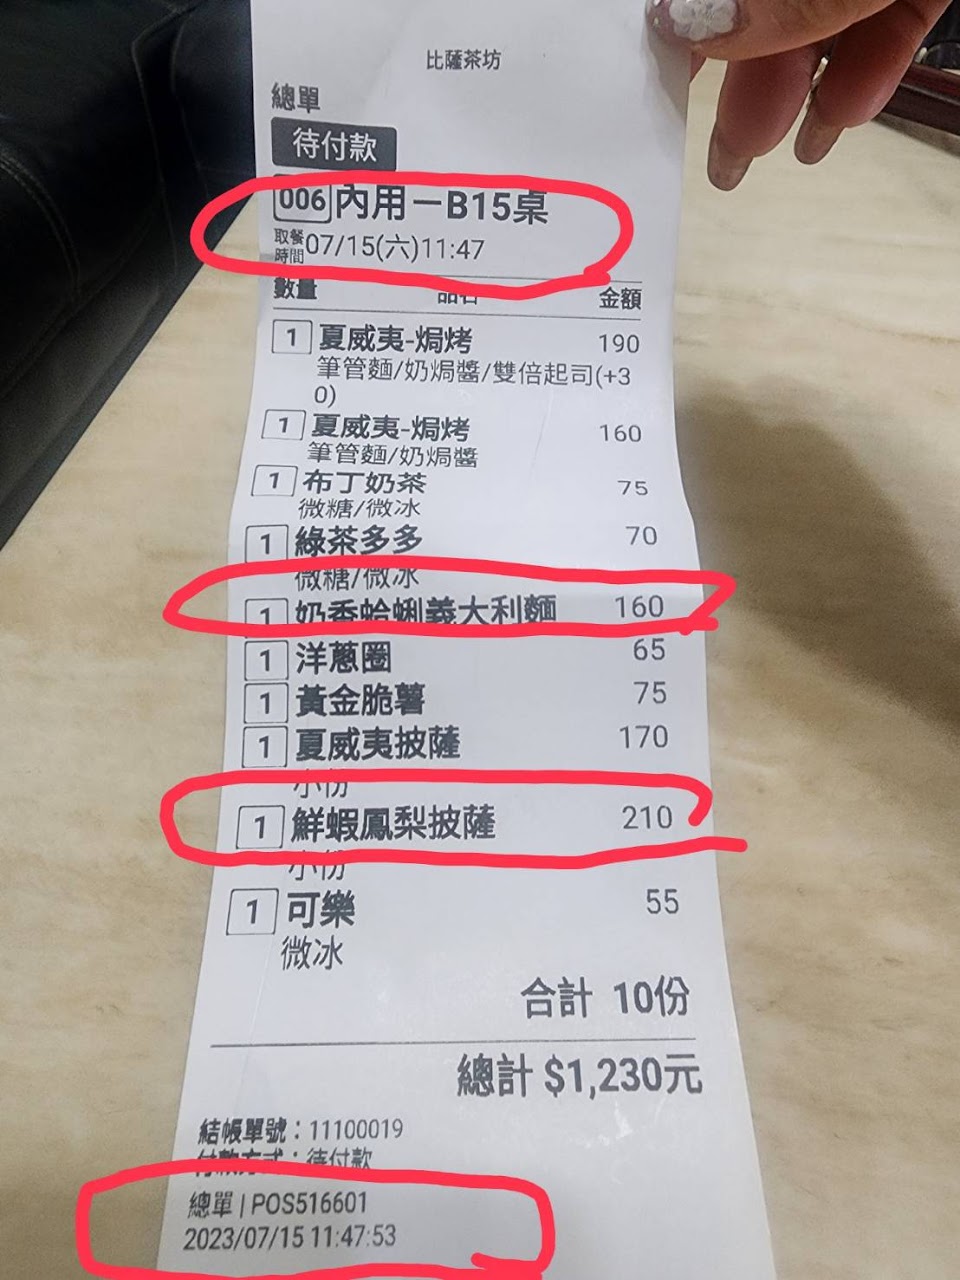 比薩茶坊
總單
待付款
006 內用－B15桌
取餐時間 07/15(六)11:47
數量 品名 金額
1 夏威夷-焗烤 190
筆管麵/奶焗醬/雙倍起司(+3
0)
1 夏威夷-焗烤 160
筆管麵/奶焗醬
1 布丁奶茶 75
微糖/微冰
1 綠茶多多 70
微糖/微冰
1 奶香蛤蜊義大利麵 160
1 洋蔥圈 65
1 黃金脆薯 75
1 夏威夷披薩 170
小份
1 鮮蝦鳳梨披薩 210
小份
1 可樂 55
微冰
合計 10份
總計 $1,230元
結帳單號：11100019
付款方式：待付款
總單 | POS516601
2023/07/15 11:47:53